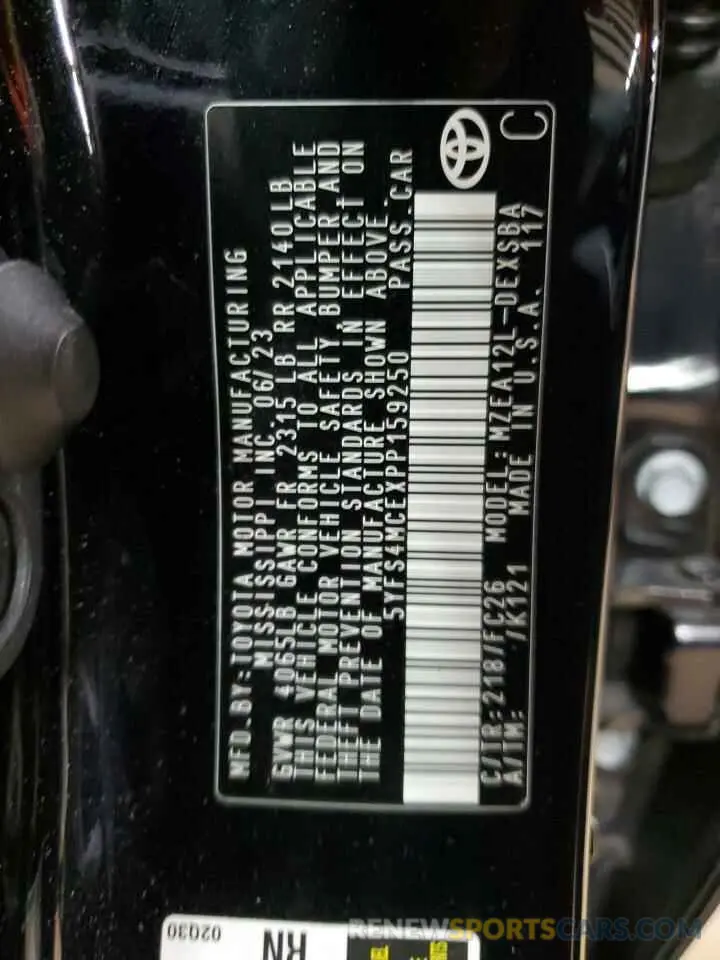 MFD.BY:TOYOTA MOTOR MANUFACTURING
MISSISSIPPI INC. 06/23
GVWR 4065LB GAWR FR 2315 LB RR 2140 LB
THIS VEHICLE CONFORMS TO ALL APPLICABLE
FEDERAL MOTOR VEHICLE SAFETY, BUMPER, AND
THEFT PREVENTION STANDARDS IN EFFECT ON
THE DATE OF MANUFACTURE SHOWN ABOVE.
5YFS4MCEXPP159250 PASS.CAR
C/TR:218/FC26 MODEL:MZEA12L-DEXSBA
A/TM: /K121 MADE IN U.S.A. 117
C
02Q30
RN
RENEWSPORTSCARS.COM